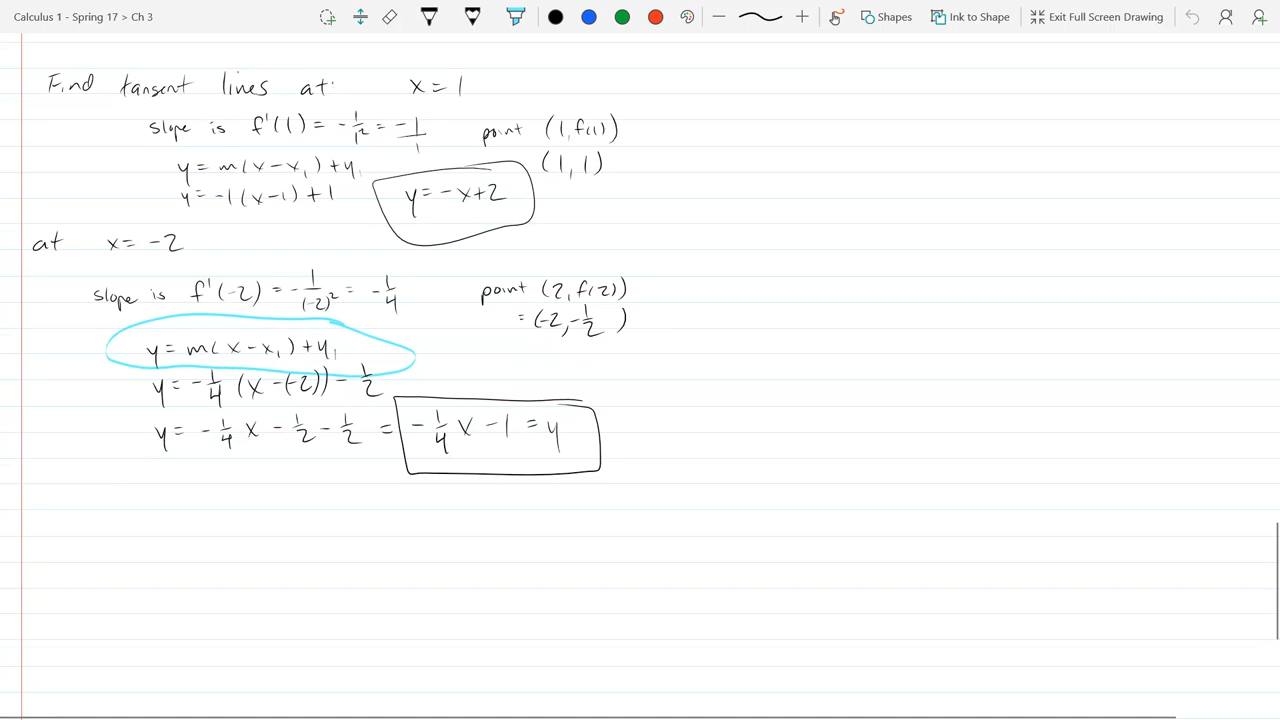 Calculus 1 - Spring 17 > Ch 3
Shapes
Ink to Shape
Exit Full Screen Drawing
Find tangent lines at: x = 1
slope is f'(1) = -1/1² = -1/1 point (1, f(1))
y = m(x - x₁) + y₁ (1, 1)
y = -1(x-1) + 1 y = -x+2
at x = -2
slope is f'(-2) = -1/(-2)² = -1/4 point (2, f(2))
= (-2, -1/2 )
y = m(x - x₁) + y₁
y = -1/4 (x - (-2)) - 1/2
y = -1/4 x - 1/2 - 1/2 = -1/4 x - 1 = y